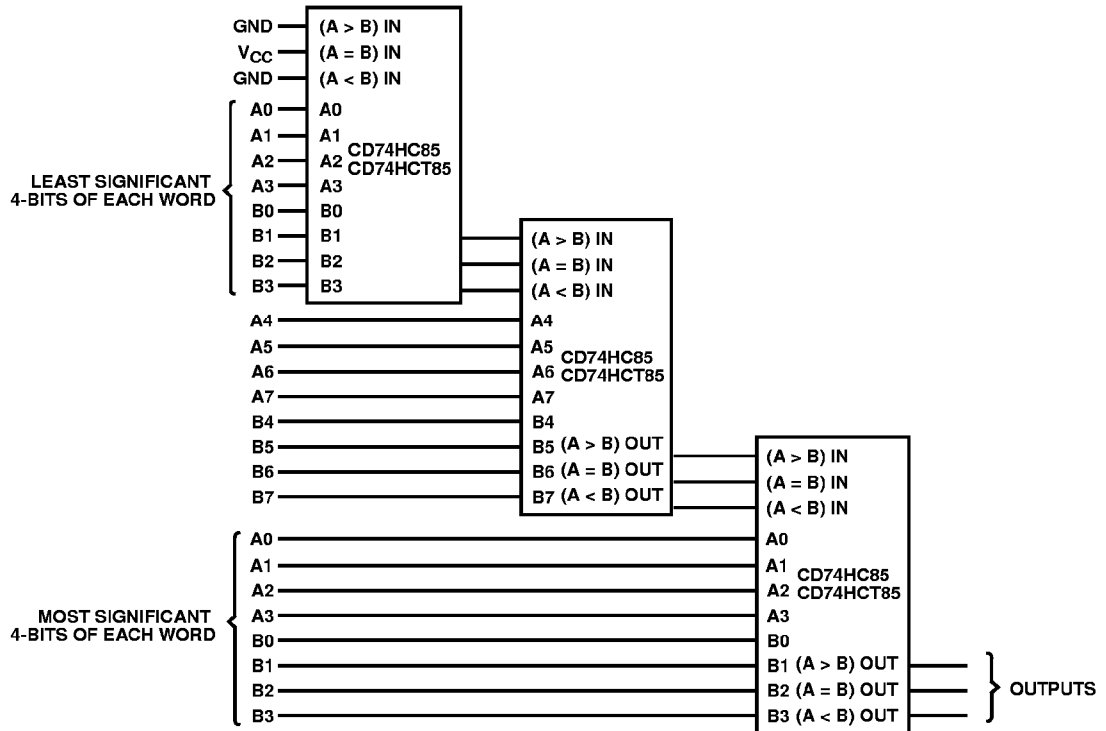 GND (A > B) IN
VCC (A = B) IN
GND (A < B) IN
A0 A0
A1 A1
A2 A2
A3 A3
B0 B0
B1 B1
B2 B2
B3 B3
CD74HC85
CD74HCT85
LEAST SIGNIFICANT
4-BITS OF EACH WORD
(A > B) IN
(A = B) IN
(A < B) IN
A4 A4
A5 A5
A6 A6
A7 A7
B4 B4
B5 B5 (A > B) OUT
B6 B6 (A = B) OUT
B7 B7 (A < B) OUT
CD74HC85
CD74HCT85
(A > B) IN
(A = B) IN
(A < B) IN
A0 A0
A1 A1
A2 A2
A3 A3
B0 B0
B1 B1 (A > B) OUT
B2 B2 (A = B) OUT
B3 B3 (A < B) OUT
CD74HC85
CD74HCT85
MOST SIGNIFICANT
4-BITS OF EACH WORD
OUTPUTS